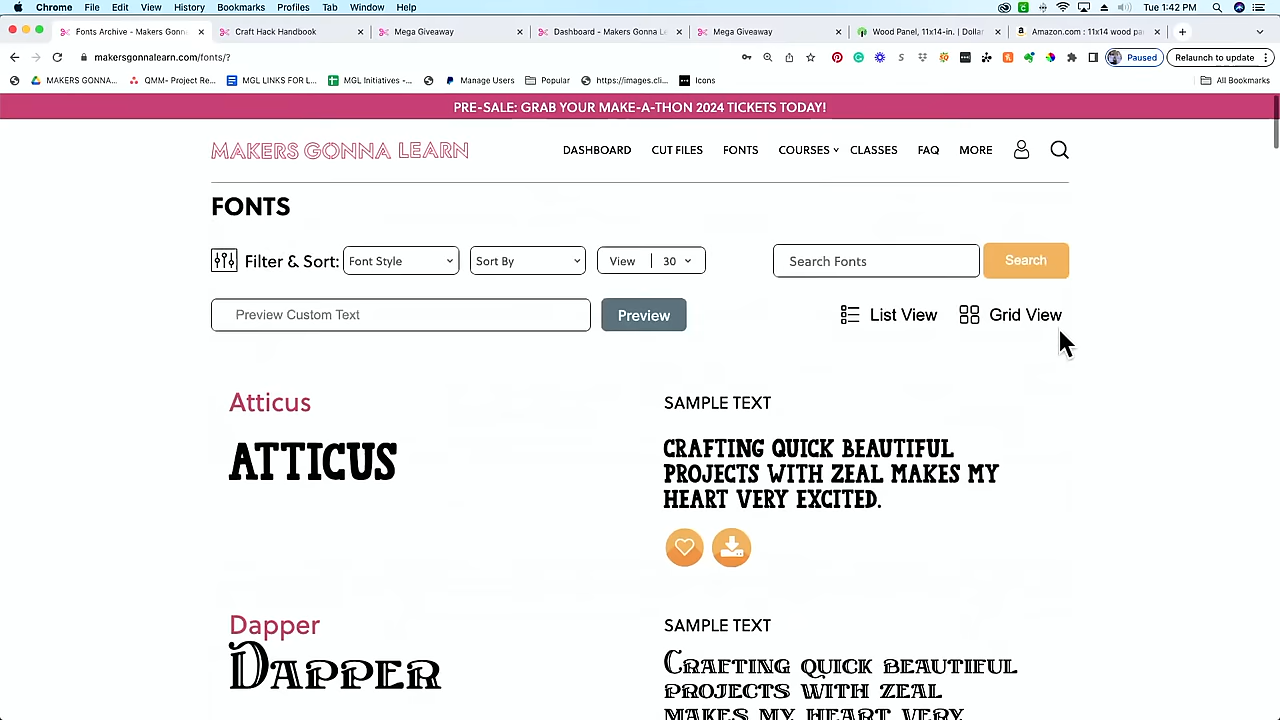 Chrome File Edit View History Bookmarks Profiles Tab Window Help Tue 1:42 PM
Fonts Archive - Makers Gonn Craft Hack Handbook Mega Giveaway Dashboard - Makers Gonna Le Mega Giveaway Wood Panel, 11x14-in. | Dollar Amazon.com : 11x14 wood pa
makersgonnalearn.com/fonts/? Paused Relaunch to update
MAKERS GONNA... QMM- Project Re... MGL LINKS FOR L... MGL Initiatives -... Manage Users Popular https://images.cli... Icons All Bookmarks
PRE-SALE: GRAB YOUR MAKE-A-THON 2024 TICKETS TODAY!
MAKERS GONNA LEARN DASHBOARD CUT FILES FONTS COURSES CLASSES FAQ MORE
FONTS
Filter & Sort: Font Style Sort By View 30 Search Fonts Search
Preview Custom Text Preview List View Grid View
Atticus SAMPLE TEXT
ATTICUS
CRAFTING QUICK BEAUTIFUL
PROJECTS WITH ZEAL MAKES MY
HEART VERY EXCITED.
Dapper SAMPLE TEXT
DAPPER
CRAFTING QUICK BEAUTIFUL
PROJECTS WITH ZEAL
MAKES MY HEART VERY